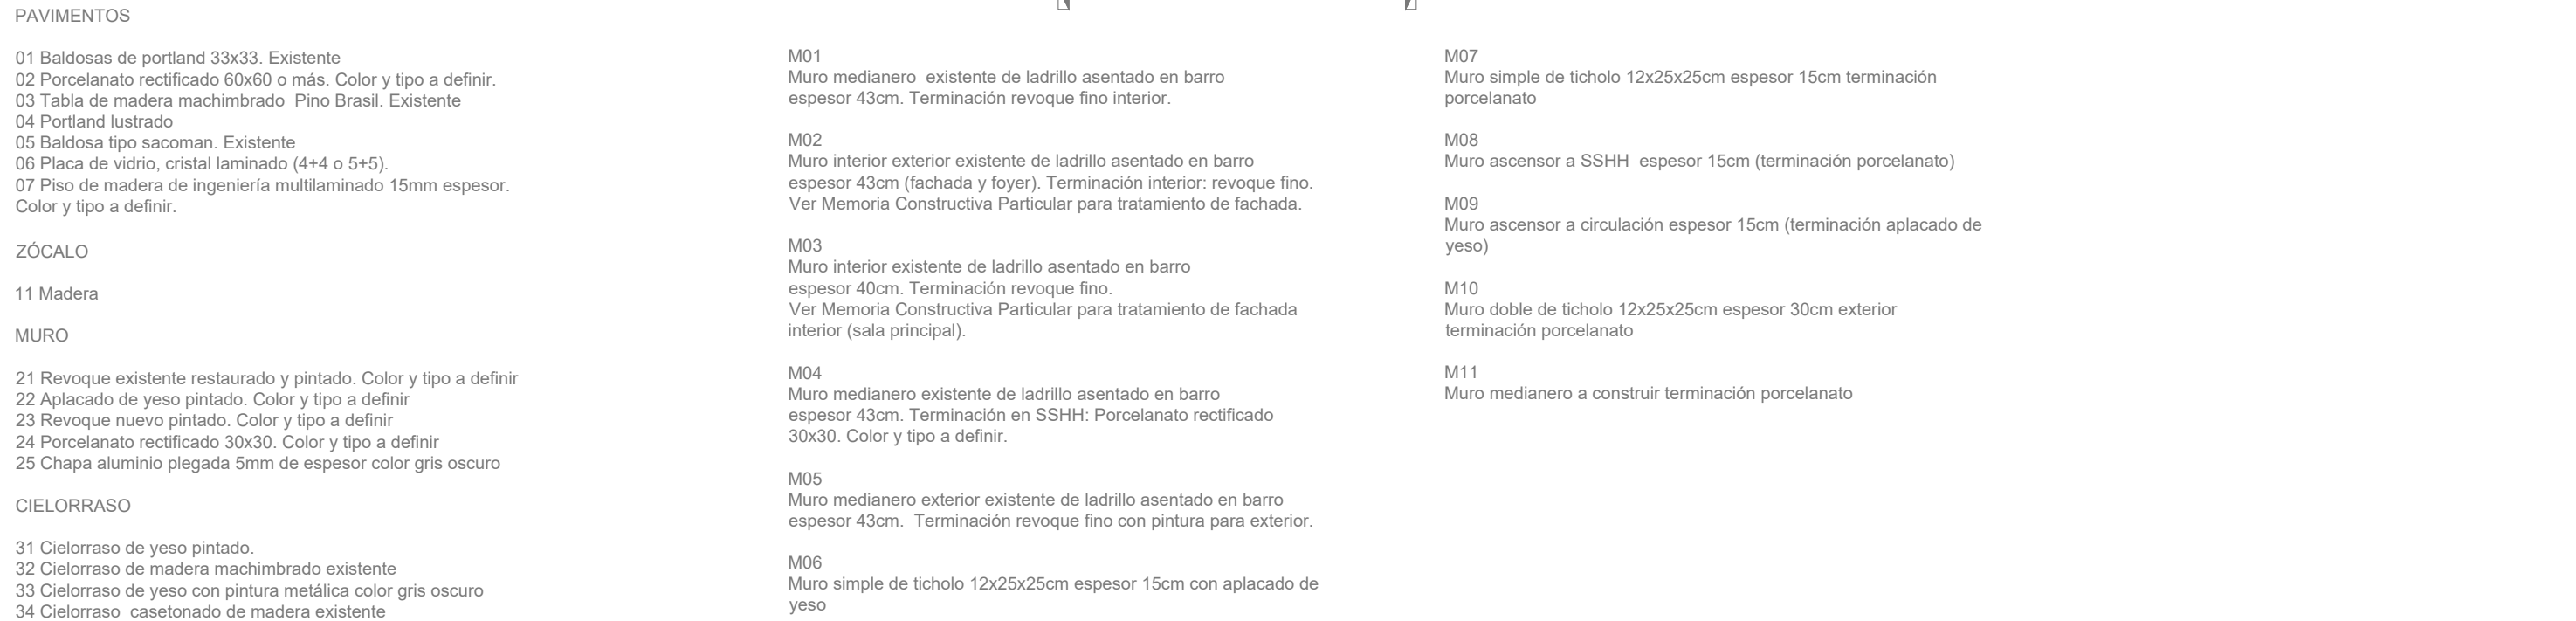 PAVIMENTOS
01 Baldosas de portland 33x33. Existente
02 Porcelanato rectificado 60x60 o más. Color y tipo a definir.
03 Tabla de madera machimbrado  Pino Brasil. Existente
04 Portland lustrado
05 Baldosa tipo sacoman. Existente
06 Placa de vidrio, cristal laminado (4+4 o 5+5).
07 Piso de madera de ingeniería multilaminado 15mm espesor.
Color y tipo a definir.
ZÓCALO
11 Madera
MURO
21 Revoque existente restaurado y pintado. Color y tipo a definir
22 Aplacado de yeso pintado. Color y tipo a definir
23 Revoque nuevo pintado. Color y tipo a definir
24 Porcelanato rectificado 30x30. Color y tipo a definir
25 Chapa aluminio plegada 5mm de espesor color gris oscuro
CIELORRASO
31 Cielorraso de yeso pintado.
32 Cielorraso de madera machimbrado existente
33 Cielorraso de yeso con pintura metálica color gris oscuro
34 Cielorraso  casetonado de madera existente
M01
Muro medianero  existente de ladrillo asentado en barro
espesor 43cm. Terminación revoque fino interior.
M02
Muro interior exterior existente de ladrillo asentado en barro
espesor 43cm (fachada y foyer). Terminación interior: revoque fino.
Ver Memoria Constructiva Particular para tratamiento de fachada.
M03
Muro interior existente de ladrillo asentado en barro
espesor 40cm. Terminación revoque fino.
Ver Memoria Constructiva Particular para tratamiento de fachada
interior (sala principal).
M04
Muro medianero existente de ladrillo asentado en barro
espesor 43cm. Terminación en SSHH: Porcelanato rectificado
30x30. Color y tipo a definir.
M05
Muro medianero exterior existente de ladrillo asentado en barro
espesor 43cm.  Terminación revoque fino con pintura para exterior.
M06
Muro simple de ticholo 12x25x25cm espesor 15cm con aplacado de
yeso
M07
Muro simple de ticholo 12x25x25cm espesor 15cm terminación
porcelanato
M08
Muro ascensor a SSHH  espesor 15cm (terminación porcelanato)
M09
Muro ascensor a circulación espesor 15cm (terminación aplacado de
yeso)
M10
Muro doble de ticholo 12x25x25cm espesor 30cm exterior
terminación porcelanato
M11
Muro medianero a construir terminación porcelanato